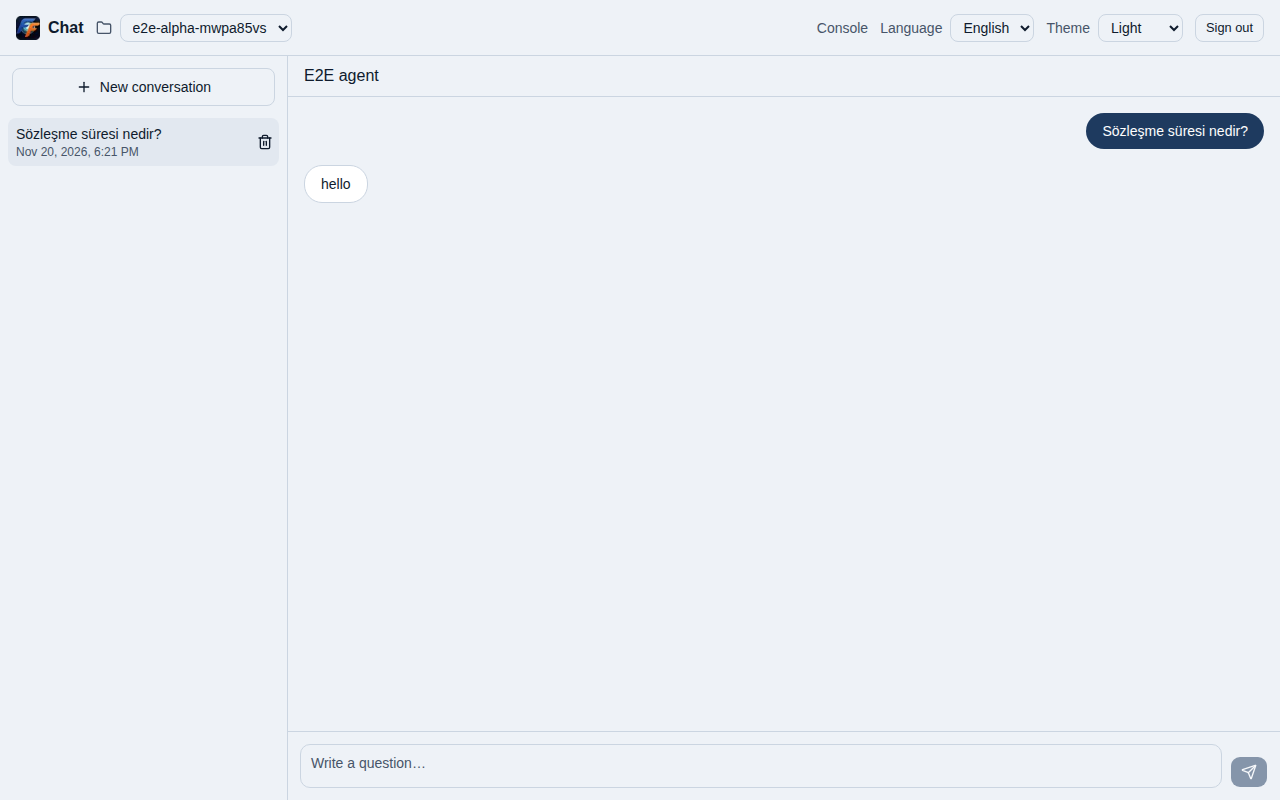 Chat
e2e-alpha-mwpa85vs
Console
Language
English
Theme
Light
Sign out
New conversation
Sözleşme süresi nedir?
Nov 20, 2026, 6:21 PM
E2E agent
Sözleşme süresi nedir?
hello
Write a question…